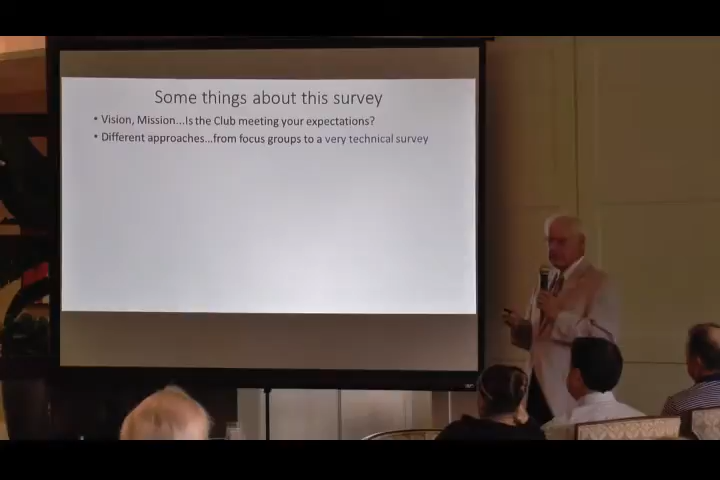 Some things about this survey
• Vision, Mission...Is the Club meeting your expectations?
• Different approaches...from focus groups to a very technical survey